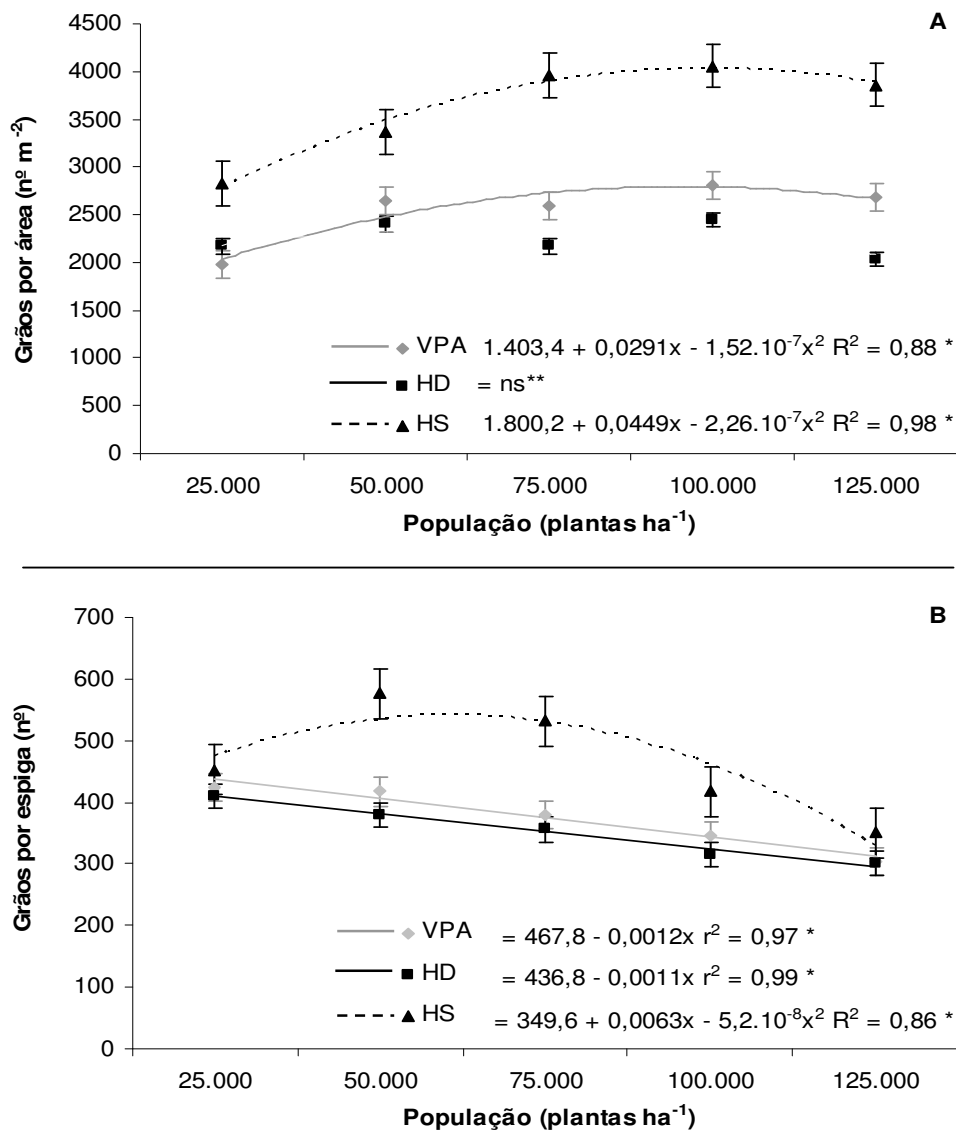 A
Grãos por área (nº m⁻²)
4500
4000
3500
3000
2500
2000
1500
1000
500
0
VPA 1.403,4 + 0,0291x - 1,52.10⁻⁷x² R² = 0,88 *
HD = ns**
HS 1.800,2 + 0,0449x - 2,26.10⁻⁷x² R² = 0,98 *
25.000 50.000 75.000 100.000 125.000
População (plantas ha⁻¹)
B
Grãos por espiga (nº)
700
600
500
400
300
200
100
0
VPA = 467,8 - 0,0012x r² = 0,97 *
HD = 436,8 - 0,0011x r² = 0,99 *
HS = 349,6 + 0,0063x - 5,2.10⁻⁸x² R² = 0,86 *
25.000 50.000 75.000 100.000 125.000
População (plantas ha⁻¹)